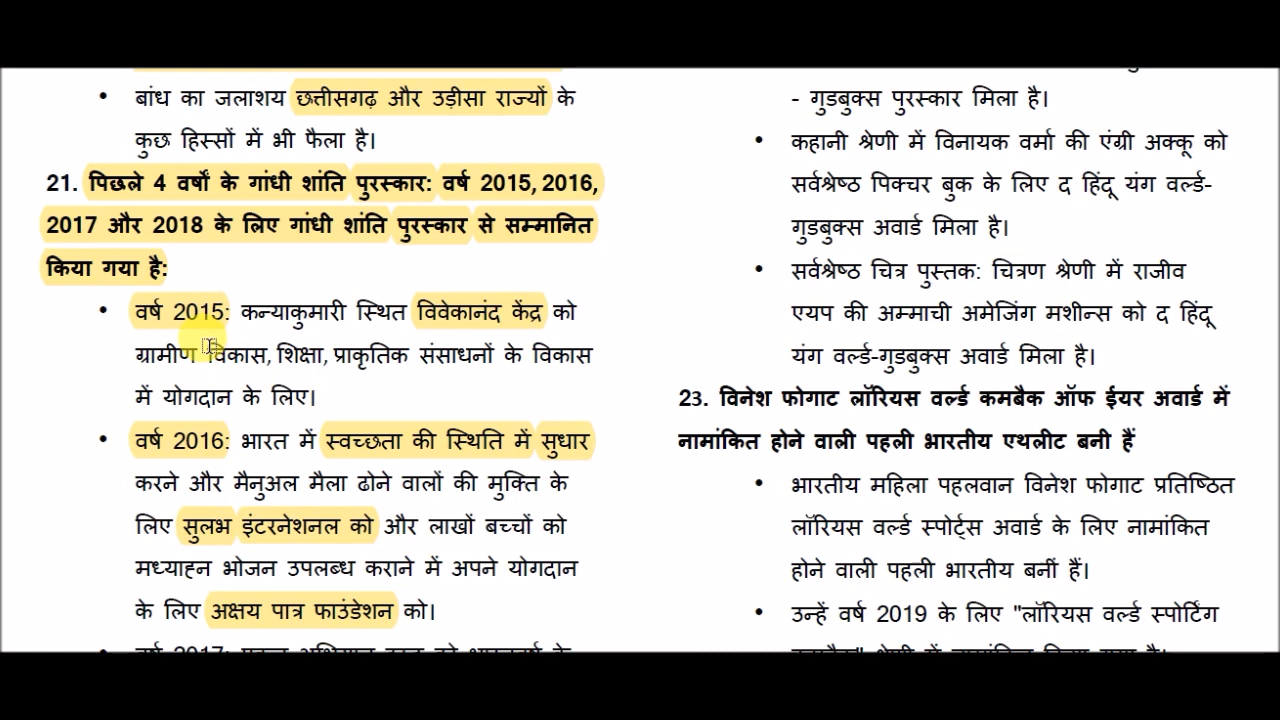 बांध का जलाशय छत्तीसगढ़ और उड़ीसा राज्यों के
कुछ हिस्सों में भी फैला है।
21. पिछले 4 वर्षों के गांधी शांति पुरस्कार: वर्ष 2015, 2016,
2017 और 2018 के लिए गांधी शांति पुरस्कार से सम्मानित
किया गया है:
• वर्ष 2015: कन्याकुमारी स्थित विवेकानंद केंद्र को
ग्रामीण विकास, शिक्षा, प्राकृतिक संसाधनों के विकास
में योगदान के लिए।
• वर्ष 2016: भारत में स्वच्छता की स्थिति में सुधार
करने और मैनुअल मैला ढोने वालों की मुक्ति के
लिए सुलभ इंटरनेशनल को और लाखों बच्चों को
मध्याह्न भोजन उपलब्ध कराने में अपने योगदान
के लिए अक्षय पात्र फाउंडेशन को।
वर्ष 2017:
- गुडबुक्स पुरस्कार मिला है।
• कहानी श्रेणी में विनायक वर्मा की एंग्री अक्कू को
सर्वश्रेष्ठ पिक्चर बुक के लिए द हिंदू यंग वर्ल्ड-
गुडबुक्स अवार्ड मिला है।
• सर्वश्रेष्ठ चित्र पुस्तक: चित्रण श्रेणी में राजीव
एयप की अम्माची अमेजिंग मशीन्स को द हिंदू
यंग वर्ल्ड-गुडबुक्स अवार्ड मिला है।
23. विनेश फोगाट लॉरियस वर्ल्ड कमबैक ऑफ ईयर अवार्ड में
नामांकित होने वाली पहली भारतीय एथलीट बनी हैं
• भारतीय महिला पहलवान विनेश फोगाट प्रतिष्ठित
लॉरियस वर्ल्ड स्पोर्ट्स अवार्ड के लिए नामांकित
होने वाली पहली भारतीय बनीं हैं।
• उन्हें वर्ष 2019 के लिए "लॉरियस वर्ल्ड स्पोर्टिंग